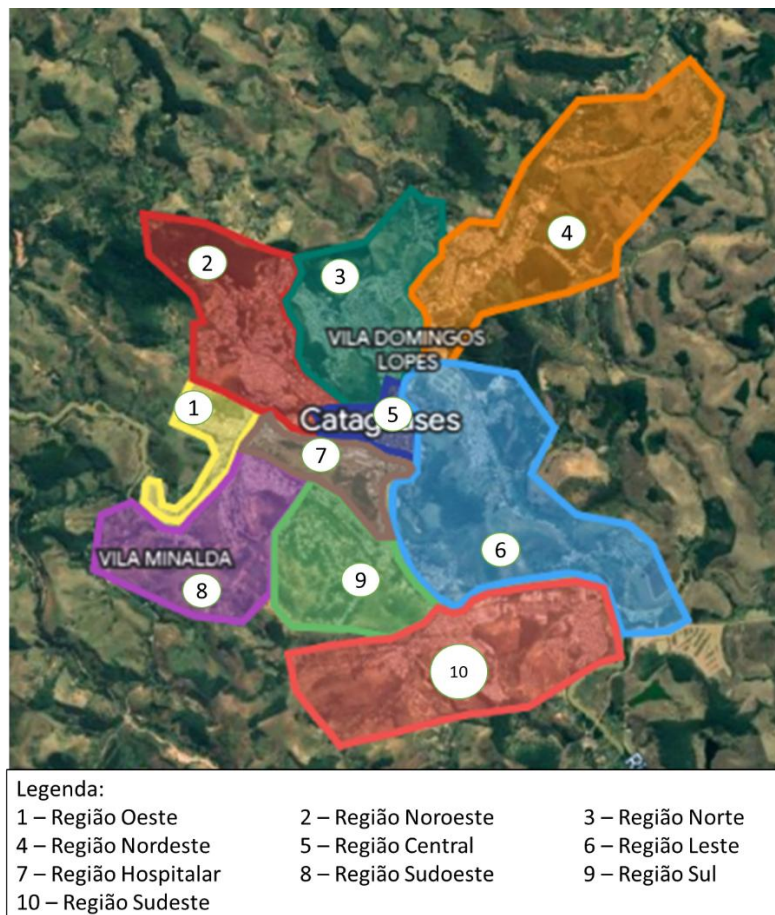 2
3
4
VILA DOMINGOS
LOPES
1
5
Cataguases
7
VILA MINALDA
6
8
9
10
Legenda:
1 – Região Oeste 2 – Região Noroeste 3 – Região Norte
4 – Região Nordeste 5 – Região Central 6 – Região Leste
7 – Região Hospitalar 8 – Região Sudoeste 9 – Região Sul
10 – Região Sudeste